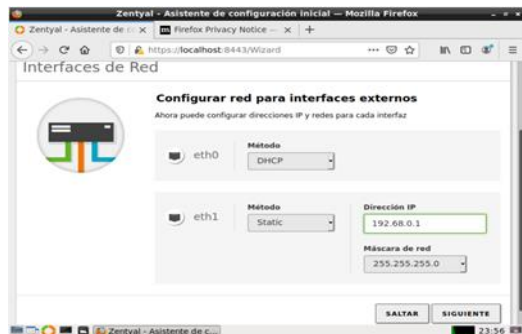 Zentyal - Asistente de configuración inicial — Mozilla Firefox
Zentyal - Asistente de c
Firefox Privacy Notice —
https://localhost:8443/Wizard
Interfaces de Red
Configurar red para interfaces externos
Ahora puede configurar direcciones IP y redes para cada interfaz
eth0
Método
DHCP
eth1
Método
Static
Dirección IP
192.68.0.1
Máscara de red
255.255.255.0
SALTAR
SIGUIENTE
Zentyal - Asistente de c...
23:56